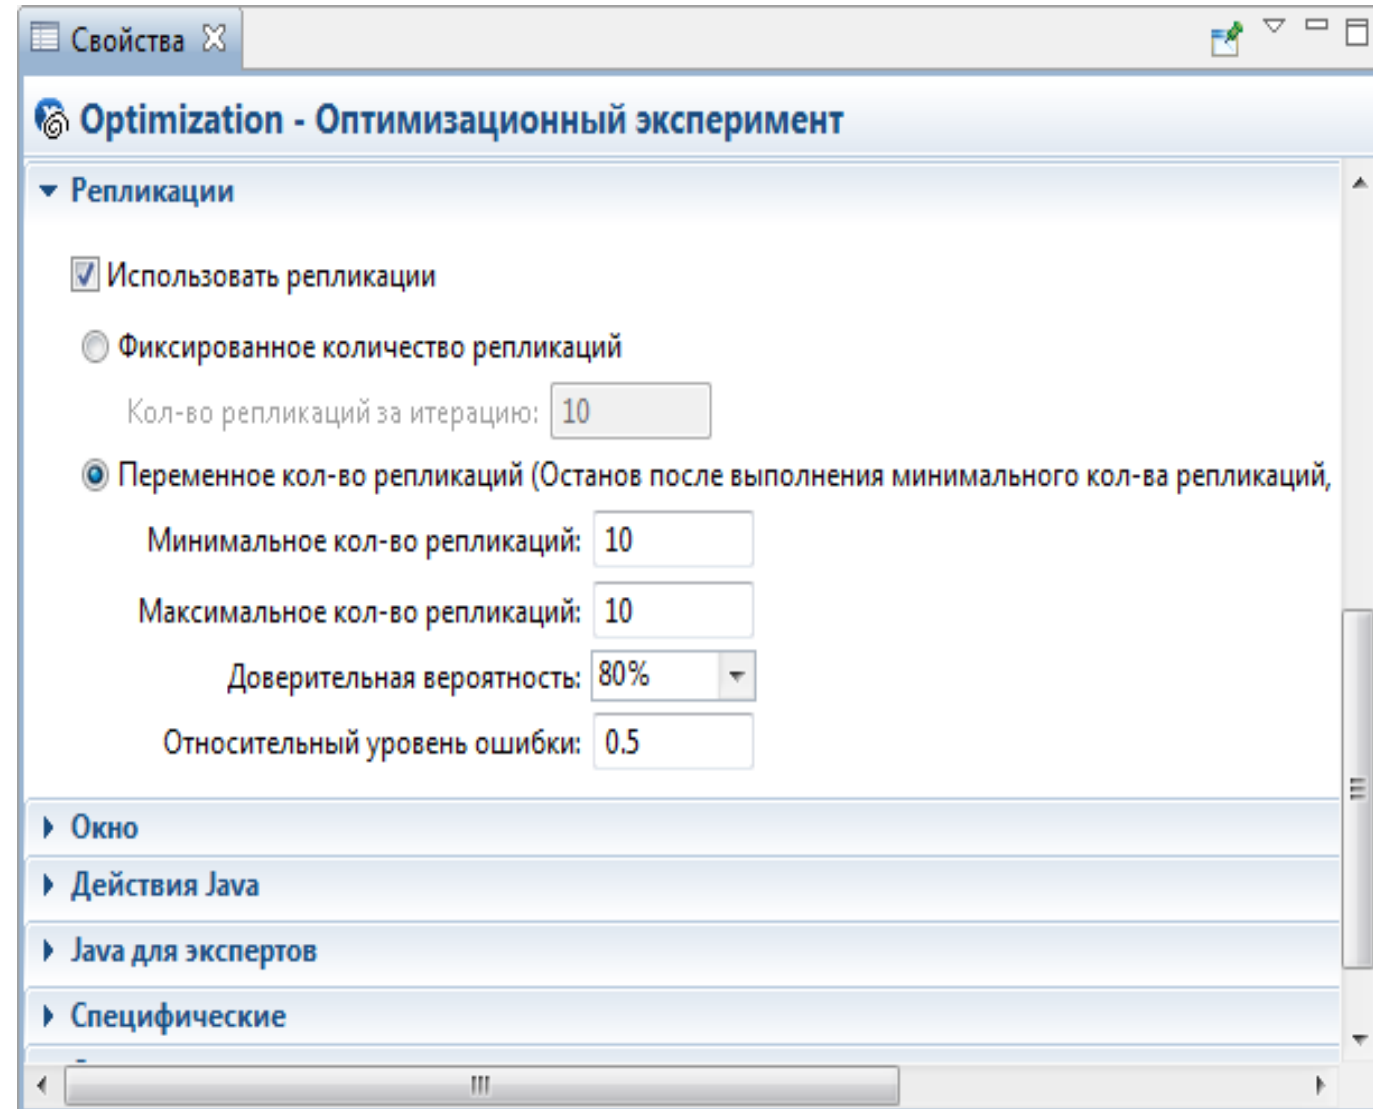 Свойства
Optimization - Оптимизационный эксперимент
Репликации
Использовать репликации
Фиксированное количество репликаций
Кол-во репликаций за итерацию: 10
Переменное кол-во репликаций (Останов после выполнения минимального кол-ва репликаций,
Минимальное кол-во репликаций: 10
Максимальное кол-во репликаций: 10
Доверительная вероятность: 80%
Относительный уровень ошибки: 0.5
Окно
Действия Java
Java для экспертов
Специфические